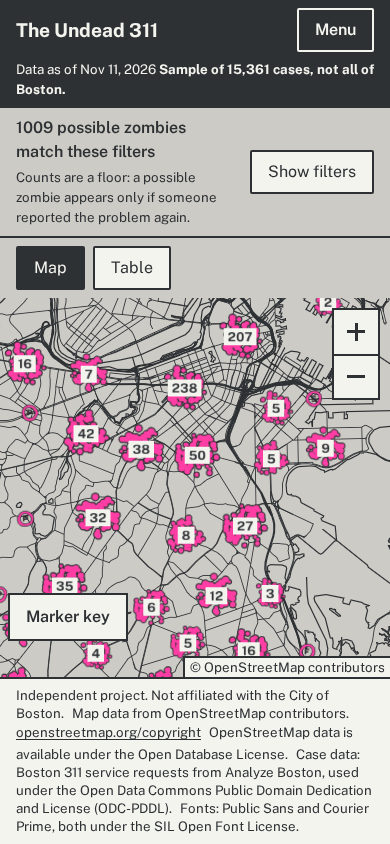 The Undead 311
Menu
Data as of Nov 11, 2026 Sample of 15,361 cases, not all of
Boston.
1009 possible zombies
match these filters
Counts are a floor: a possible
zombie appears only if someone
reported the problem again.
Show filters
Map
Table
2
+
207
16
7
−
238
5
42
38
50
5
9
32
8
27
35
12
3
6
Marker key
5
4
16
© OpenStreetMap contributors
Independent project. Not affiliated with the City of
Boston. Map data from OpenStreetMap contributors.
openstreetmap.org/copyright OpenStreetMap data is
available under the Open Database License. Case data:
Boston 311 service requests from Analyze Boston, used
under the Open Data Commons Public Domain Dedication
and License (ODC-PDDL). Fonts: Public Sans and Courier
Prime, both under the SIL Open Font License.